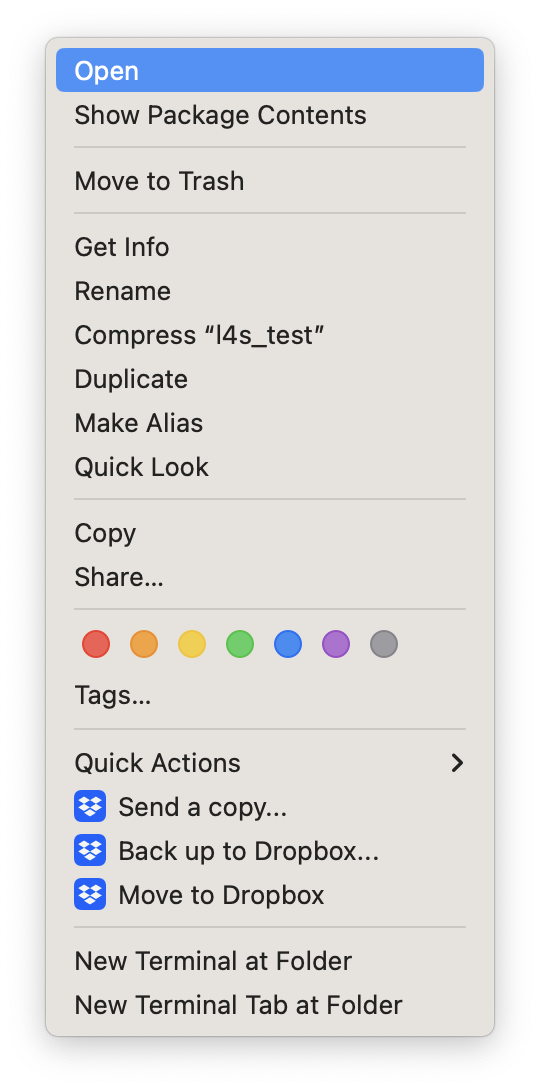 Open
Show Package Contents
Move to Trash
Get Info
Rename
Compress “l4s_test”
Duplicate
Make Alias
Quick Look
Copy
Share...
Tags...
Quick Actions
Send a copy...
Back up to Dropbox...
Move to Dropbox
New Terminal at Folder
New Terminal Tab at Folder